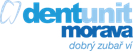 dentunit
morava
dobrý zubař v